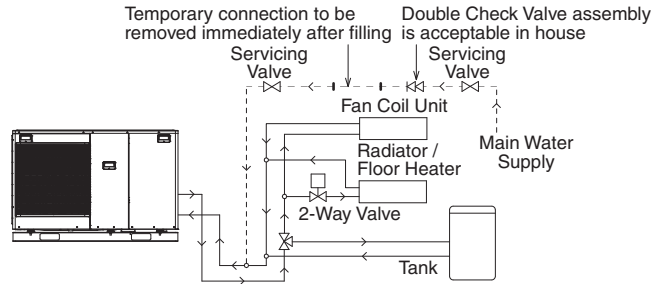 Temporary connection to be
removed immediately after filling
Double Check Valve assembly
is acceptable in house
Servicing
Valve
Servicing
Valve
Fan Coil Unit
Main Water
Supply
Radiator /
Floor Heater
2-Way Valve
Tank